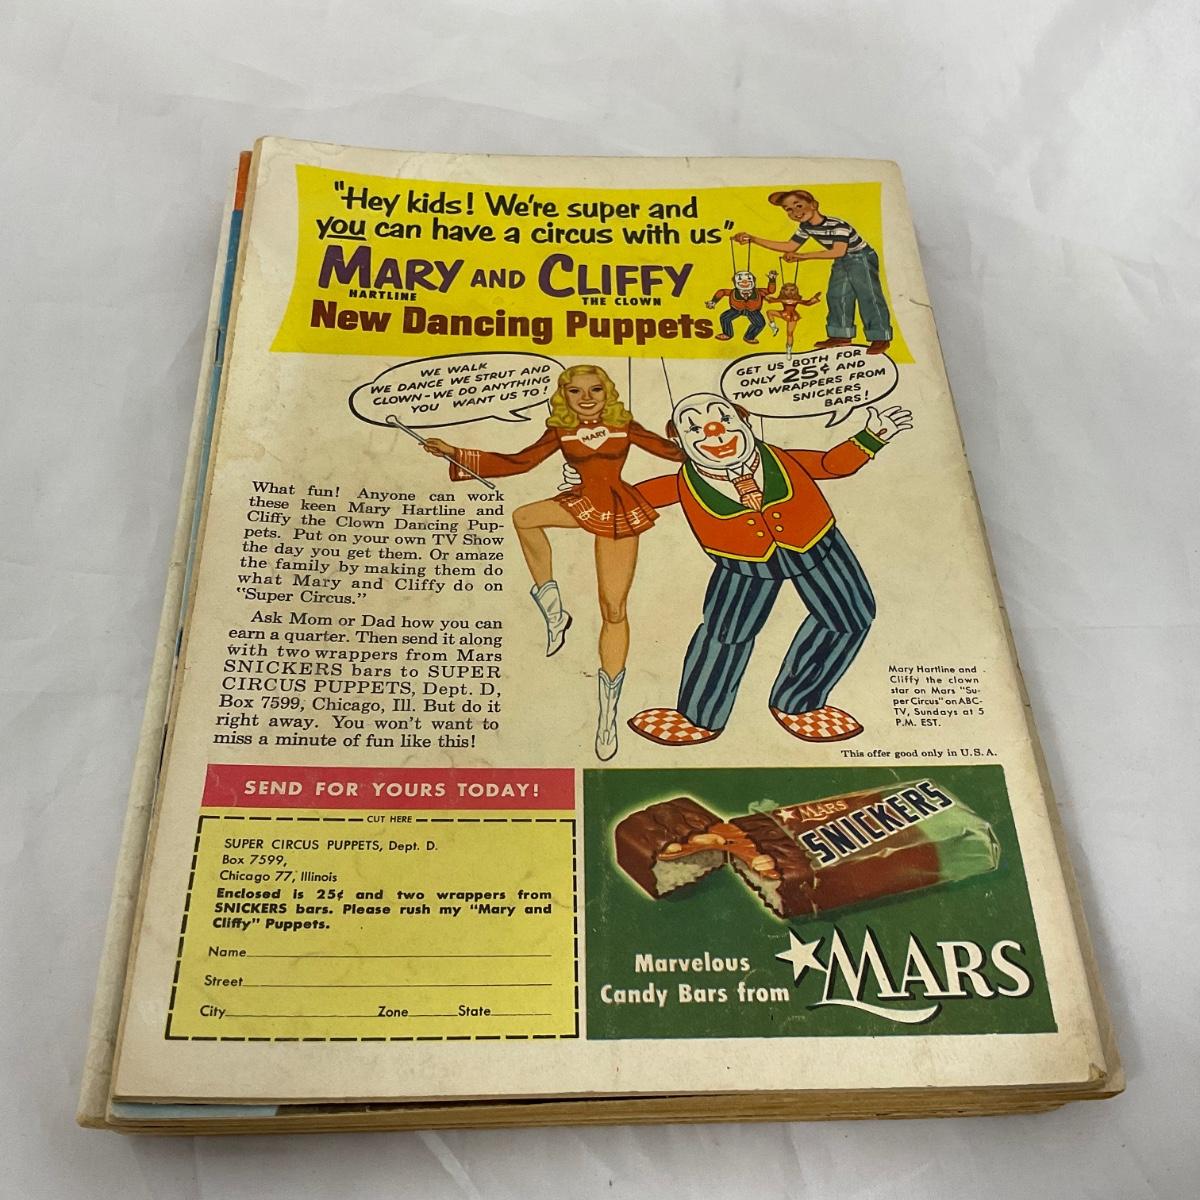 "Hey kids! We're super and
you can have a circus with us"
MARY AND CLIFFY
HARTLINE THE CLOWN
New Dancing Puppets
WE WALK
WE DANCE WE STRUT AND
CLOWN-WE DO ANYTHING
YOU WANT US TO!
GET US BOTH FOR
ONLY 25¢ AND
TWO WRAPPERS FROM
SNICKERS
BARS!
MARY
What fun! Anyone can work
these keen Mary Hartline and
Cliffy the Clown Dancing Pup-
pets. Put on your own TV Show
the day you get them. Or amaze
the family by making them do
what Mary and Cliffy do on
"Super Circus."
Ask Mom or Dad how you can
earn a quarter. Then send it along
with two wrappers from Mars
SNICKERS bars to SUPER
CIRCUS PUPPETS, Dept. D,
Box 7599, Chicago, Ill. But do it
right away. You won't want to
miss a minute of fun like this!
Mary Hartline and
Cliffy the clown
star on Mars "Su-
per Circus" on ABC-
TV, Sundays at 5
P.M. EST.
This offer good only in U.S.A.
SEND FOR YOURS TODAY!
CUT HERE
SUPER CIRCUS PUPPETS, Dept. D.
Box 7599,
Chicago 77, Illinois
Enclosed is 25¢ and two wrappers from
SNICKERS bars. Please rush my "Mary and
Cliffy" Puppets.
Name
Street
City Zone State
MARS
SNICKERS
Marvelous
Candy Bars from
MARS